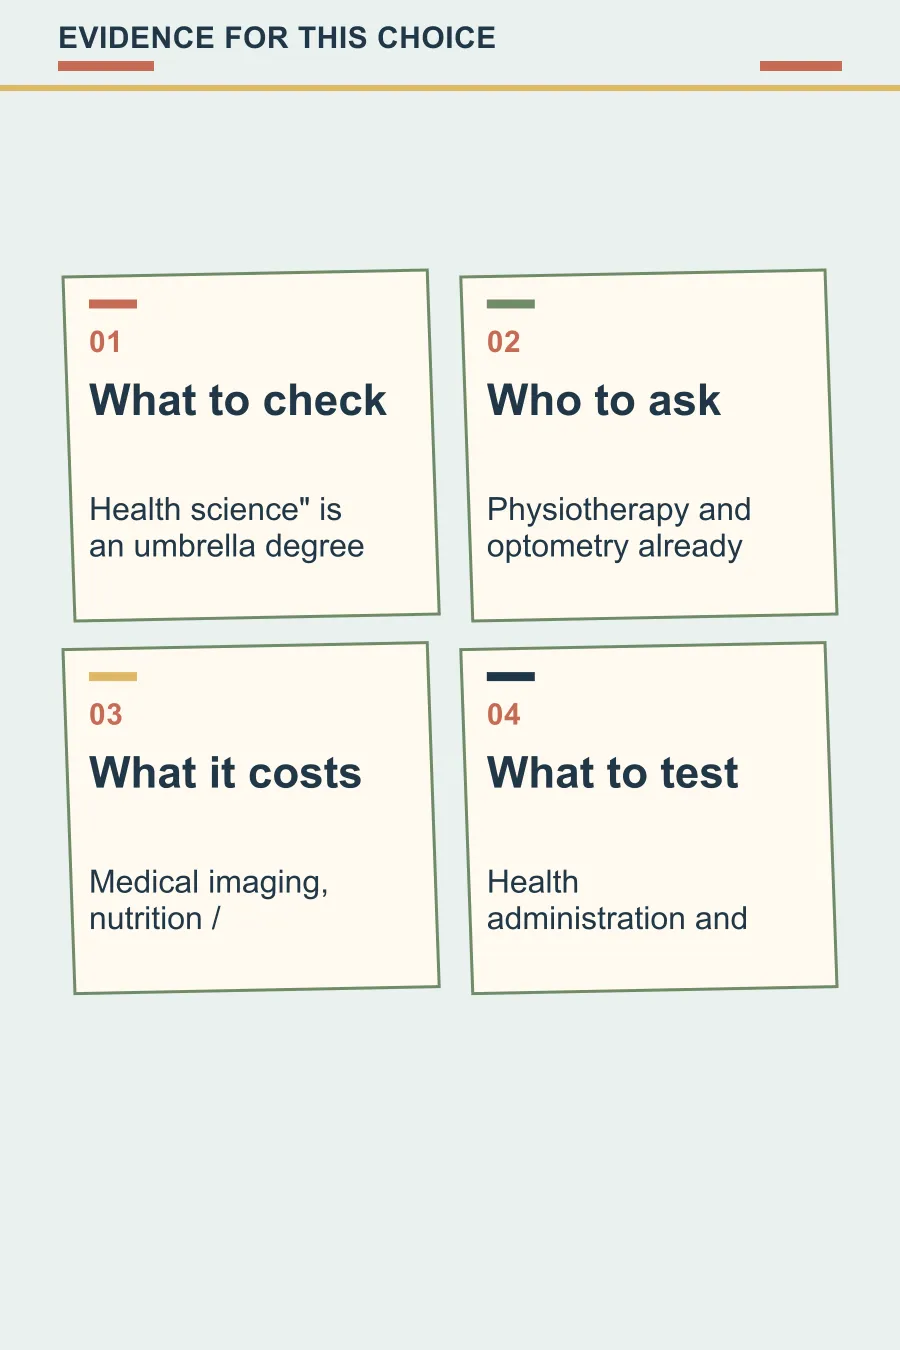 EVIDENCE FOR THIS CHOICE
01
What to check
Health science" is
an umbrella degree
02
Who to ask
Physiotherapy and
optometry already
03
What it costs
Medical imaging,
nutrition /
04
What to test
Health
administration and